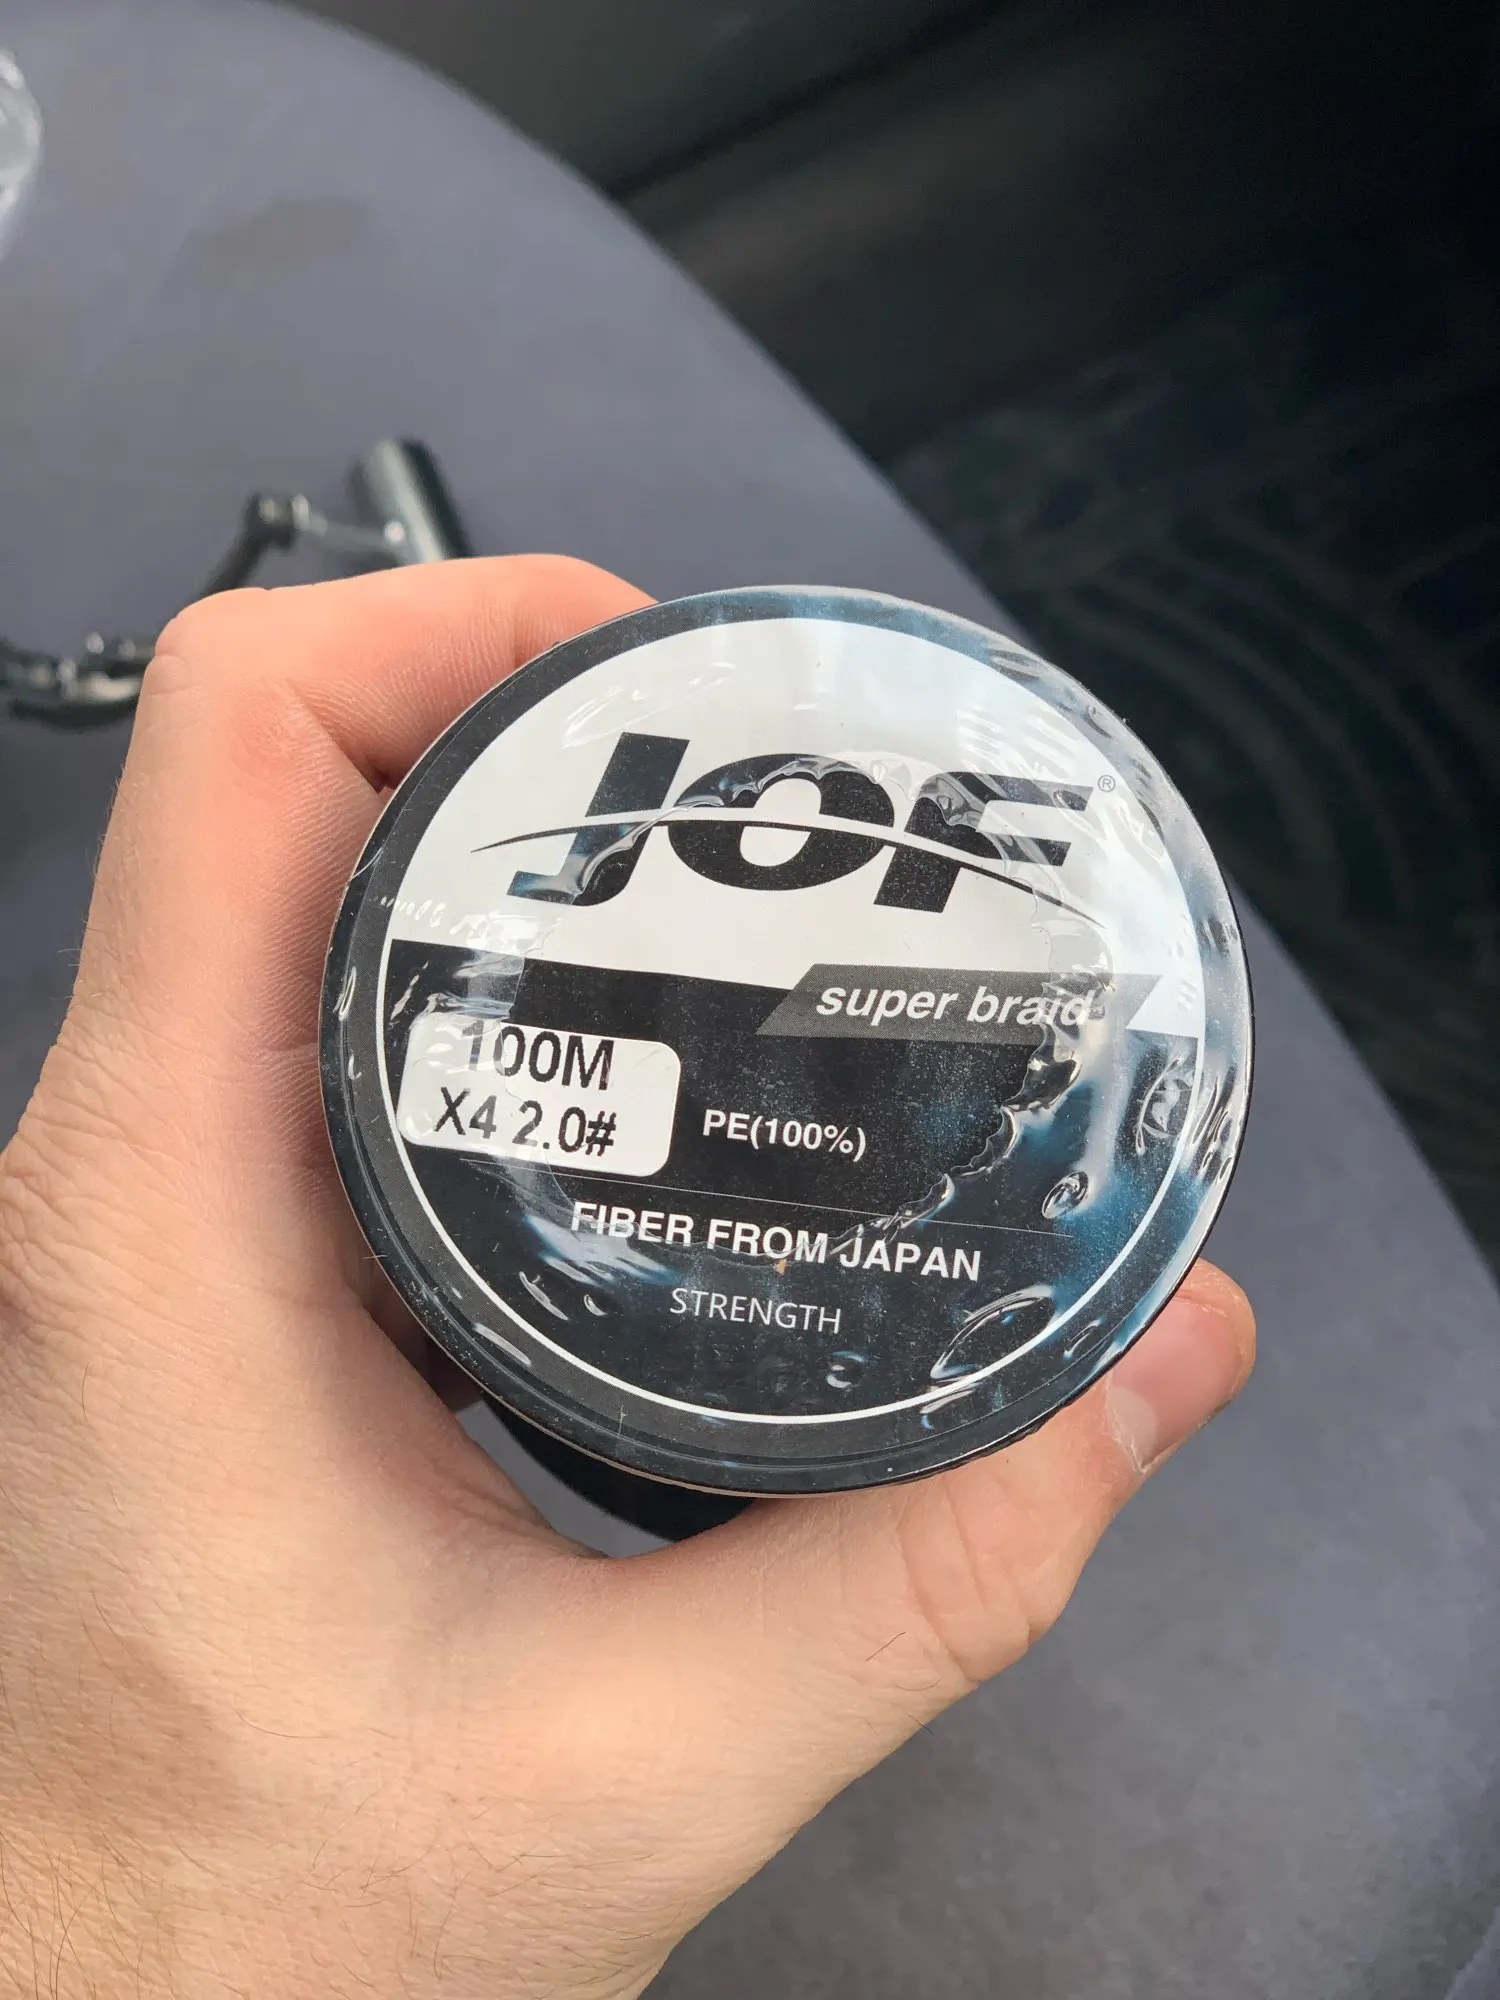 JOF®
super braid
100M
X4 2.0#
PE(100%)
FIBER FROM JAPAN
STRENGTH